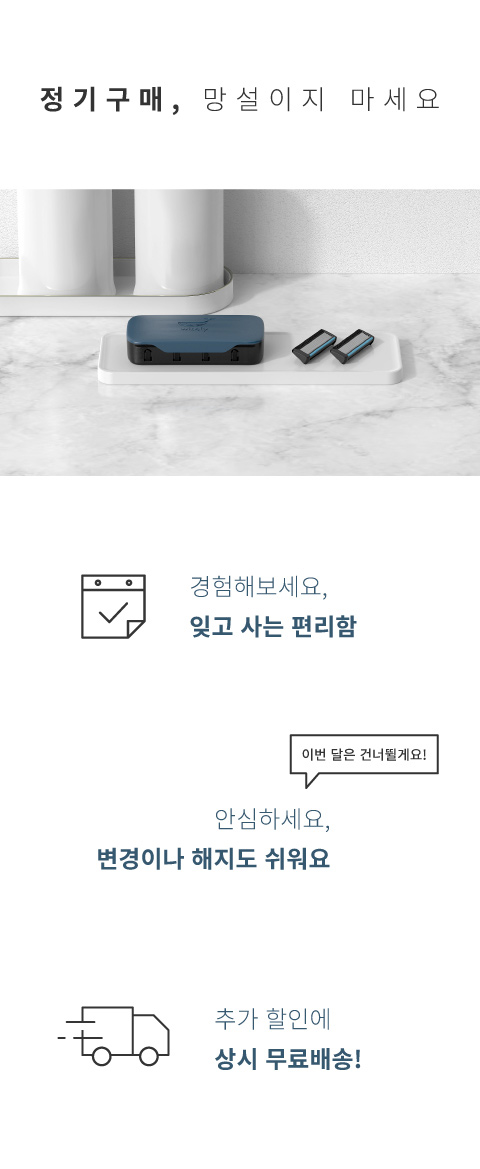 정기구매, 망설이지 마세요
경험해보세요,
잊고 사는 편리함
이번 달은 건너뛸게요!
안심하세요,
변경이나 해지도 쉬워요
추가 할인에
상시 무료배송!